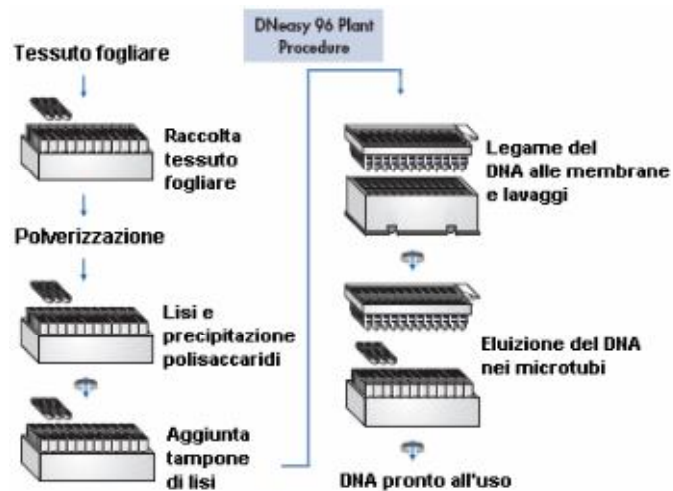 DNeasy 96 Plant
Procedure
Tessuto fogliare
Raccolta
tessuto
fogliare
Polverizzazione
Lisi e
precipitazione
polisaccaridi
Aggiunta
tampone
di lisi
Legame del
DNA alle membrane
e lavaggi
Eluizione del DNA
nei microtubi
DNA pronto all'uso